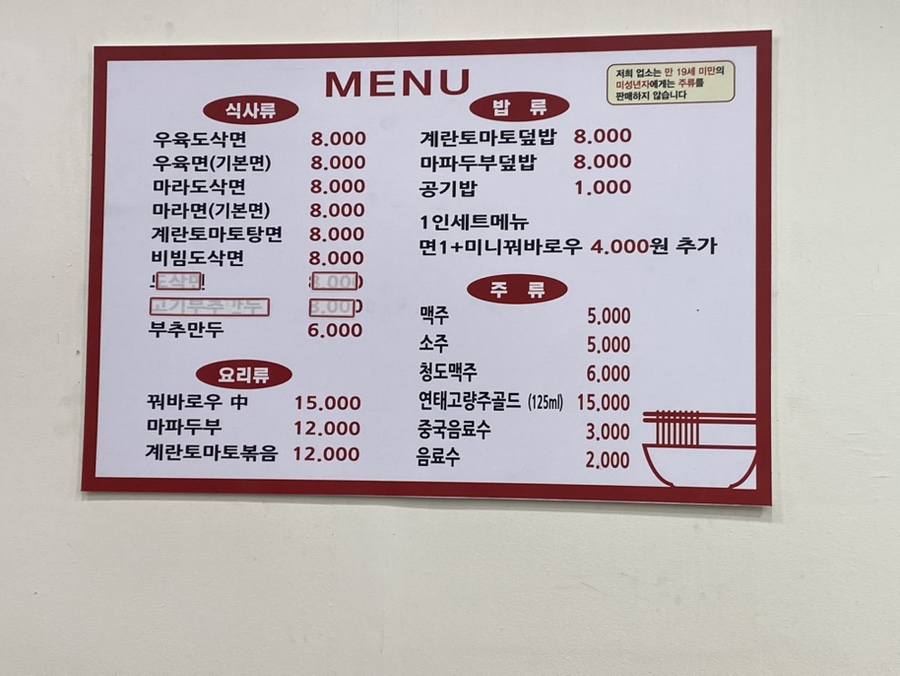 MENU
저희 업소는 만 19세 미만의
미성년자에게는 주류를
판매하지 않습니다
식사류
우육도삭면 8.000
우육면(기본면) 8.000
마라도삭면 8.000
마라면(기본면) 8.000
계란토마토탕면 8.000
비빔도삭면 8.000
고기부추만두 8.000
부추만두 6.000
요리류
꿔바로우 中 15.000
마파두부 12.000
계란토마토볶음 12.000
밥 류
계란토마토덮밥 8.000
마파두부덮밥 8.000
공기밥 1.000
1인세트메뉴
면1+미니꿔바로우 4.000원 추가
주 류
맥주 5.000
소주 5.000
청도맥주 6.000
연태고량주골드 (125ml) 15.000
중국음료수 3.000
음료수 2.000